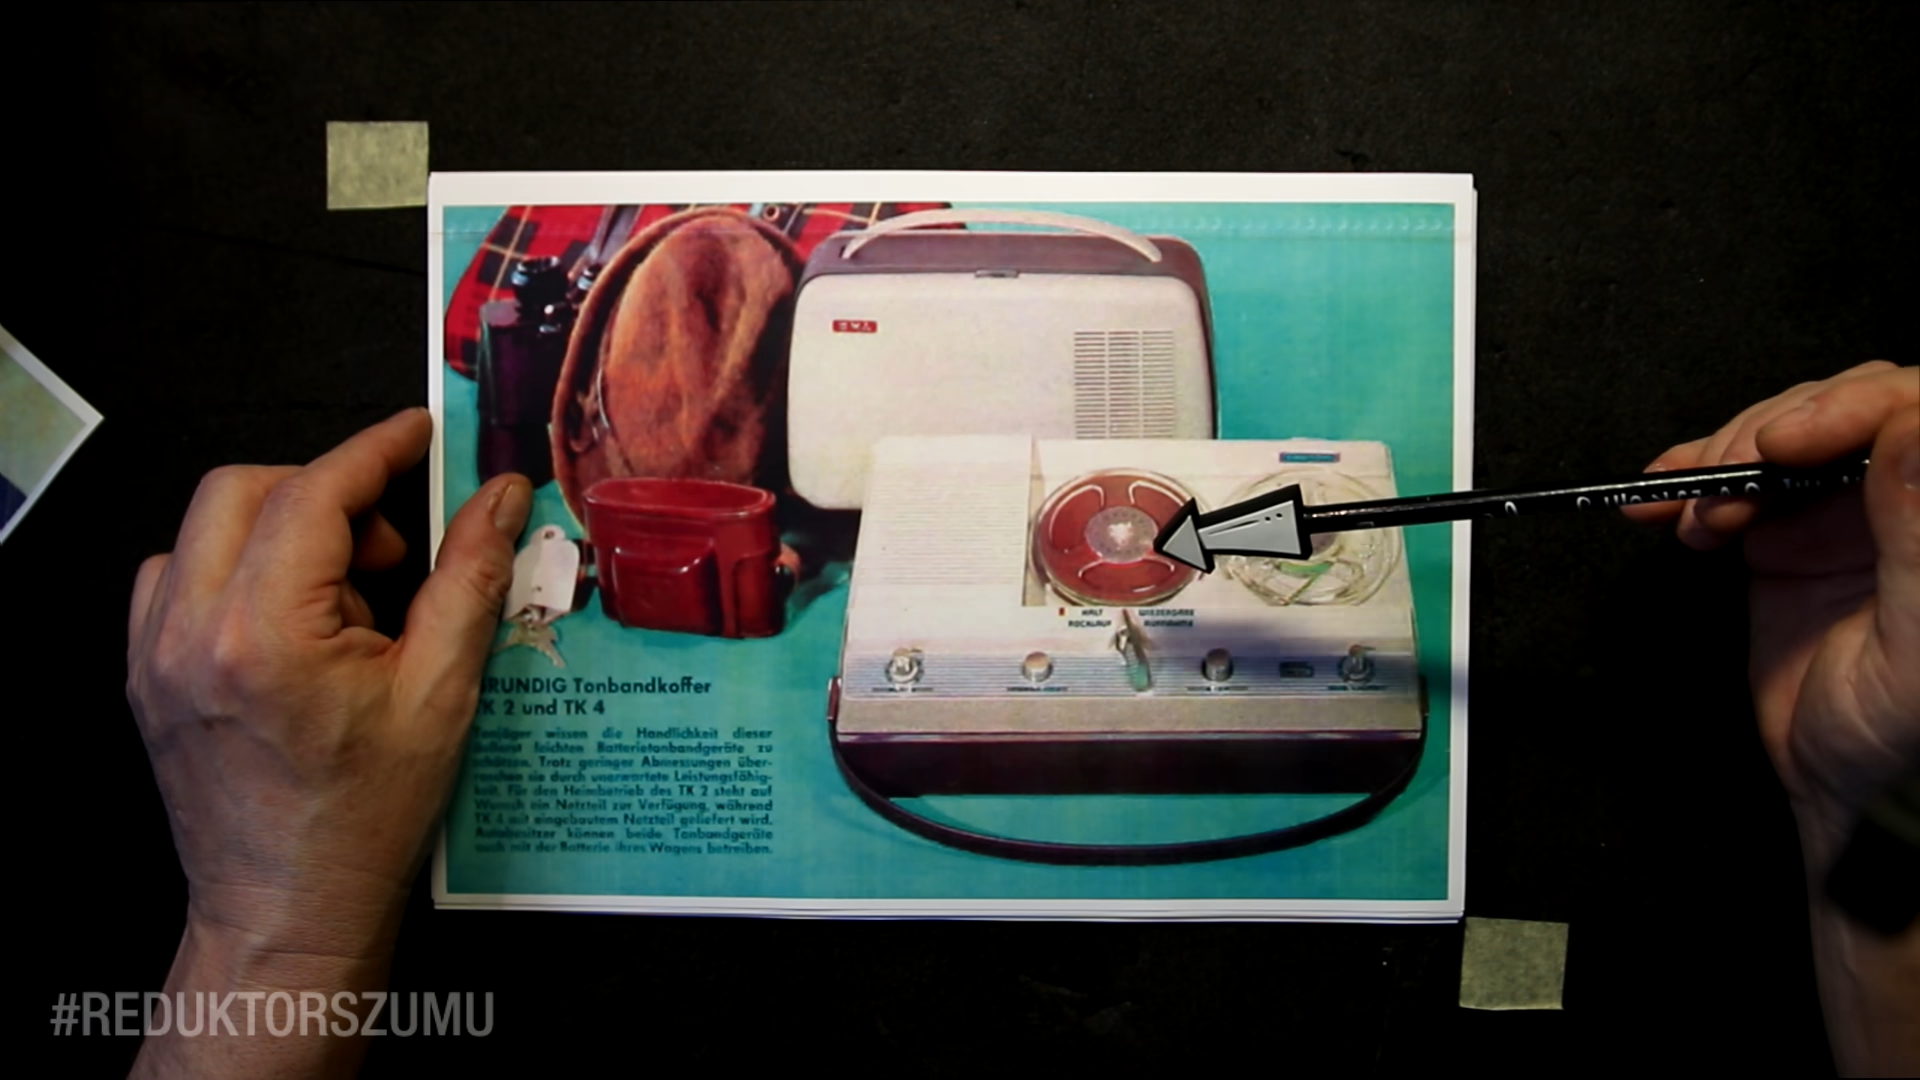 HALT WIEDERGABE
RÜCKLAUF AUFNAHME
GRUNDIG Tonbandkoffer
TK 2 und TK 4
Tonjäger wissen die Handlichkeit dieser
äußerst leichten Batterietonbandgeräte zu
schätzen. Trotz geringer Abmessungen über-
raschen sie durch unerwartete Leistungsfähig-
keit. Für den Heimbetrieb des TK 2 steht auf
Wunsch ein Netzteil zur Verfügung, während
TK 4 mit eingebautem Netzteil geliefert wird.
Autobesitzer können beide Tonbandgeräte
auch mit der Batterie ihres Wagens betreiben.
#REDUKTORSZUMU